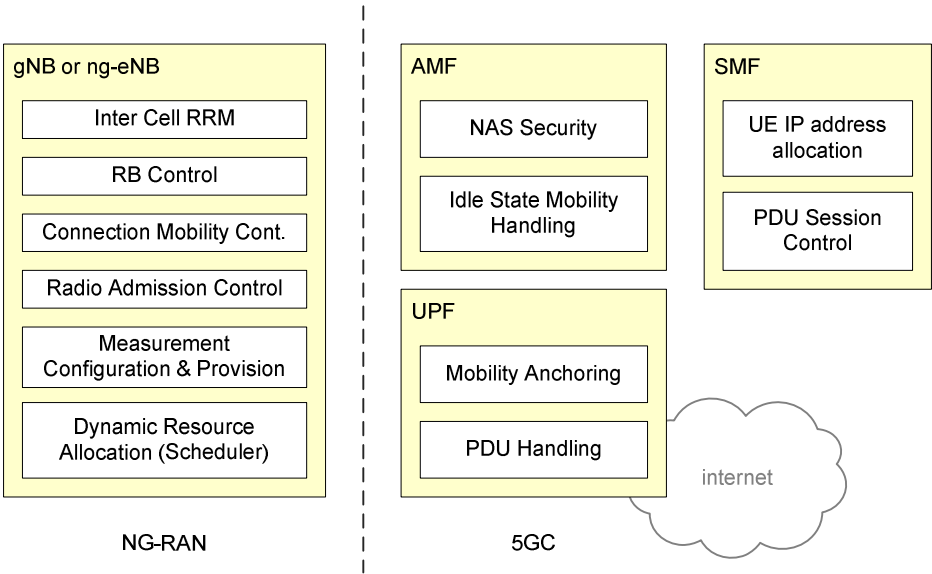 gNB or ng-eNB
Inter Cell RRM
RB Control
Connection Mobility Cont.
Radio Admission Control
Measurement
Configuration & Provision
Dynamic Resource
Allocation (Scheduler)
NG-RAN
AMF
NAS Security
Idle State Mobility
Handling
SMF
UE IP address
allocation
PDU Session
Control
UPF
Mobility Anchoring
PDU Handling
internet
5GC